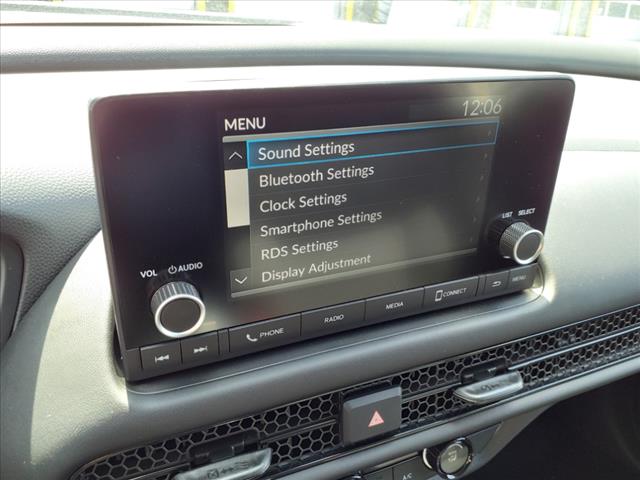 12:06
MENU
Sound Settings
Bluetooth Settings
Clock Settings
Smartphone Settings
RDS Settings
Display Adjustment
VOL AUDIO
LIST SELECT
PHONE
RADIO
MEDIA
CONNECT
MENU
A/C